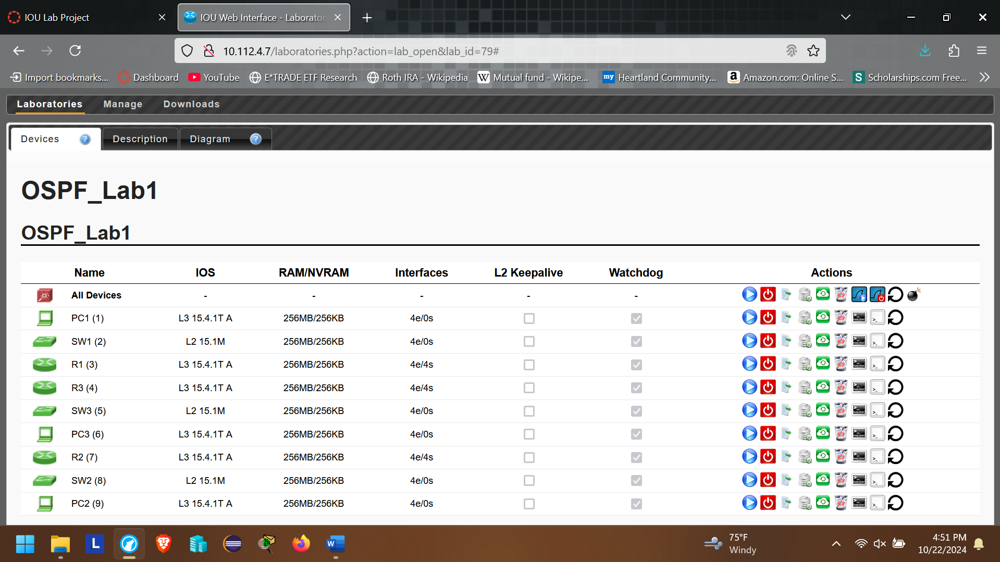 IOU Lab Project
IOU Web Interface - Laborator
10.112.4.7/laboratories.php?action=lab_open&lab_id=79#
Import bookmarks... Dashboard YouTube E*TRADE ETF Research Roth IRA - Wikipedia W Mutual fund - Wikipe... my Heartland Community... a Amazon.com: Online S... S Scholarships.com Free...
Laboratories Manage Downloads
Devices ? Description Diagram ?
OSPF_Lab1
OSPF_Lab1
Name IOS RAM/NVRAM Interfaces L2 Keepalive Watchdog Actions
All Devices - - - - -
PC1 (1) L3 15.4.1T A 256MB/256KB 4e/0s
SW1 (2) L2 15.1M 256MB/256KB 4e/0s
R1 (3) L3 15.4.1T A 256MB/256KB 4e/4s
R3 (4) L3 15.4.1T A 256MB/256KB 4e/4s
SW3 (5) L2 15.1M 256MB/256KB 4e/0s
PC3 (6) L3 15.4.1T A 256MB/256KB 4e/0s
R2 (7) L3 15.4.1T A 256MB/256KB 4e/4s
SW2 (8) L2 15.1M 256MB/256KB 4e/0s
PC2 (9) L3 15.4.1T A 256MB/256KB 4e/0s
L
W
75°F
Windy
4:51 PM
10/22/2024